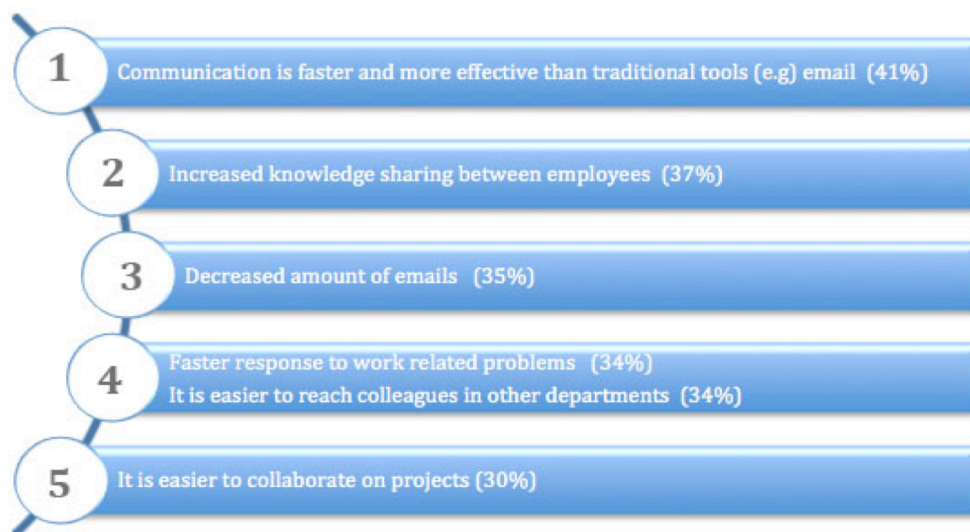 1
Communication is faster and more effective than traditional tools (e.g) email (41%)
2
Increased knowledge sharing between employees (37%)
3
Decreased amount of emails (35%)
4
Faster response to work related problems (34%)
It is easier to reach colleagues in other departments (34%)
5
It is easier to collaborate on projects (30%)